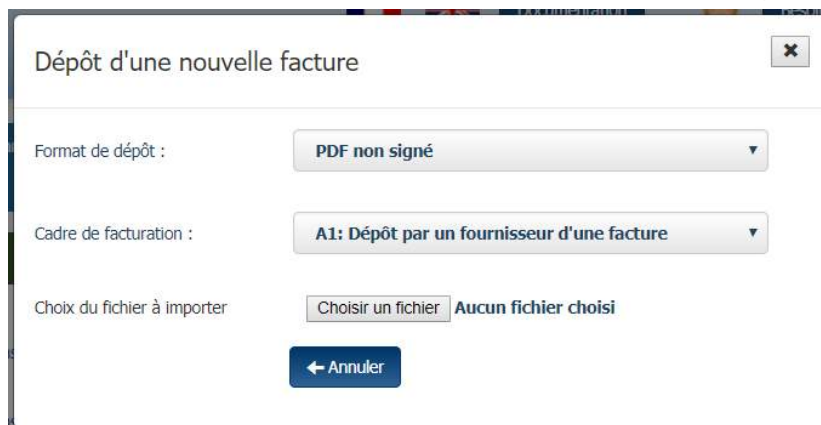 Documentation
Dépôt d'une nouvelle facture
Format de dépôt :
PDF non signé
Cadre de facturation :
A1: Dépôt par un fournisseur d'une facture
Choix du fichier à importer
Choisir un fichier Aucun fichier choisi
Annuler